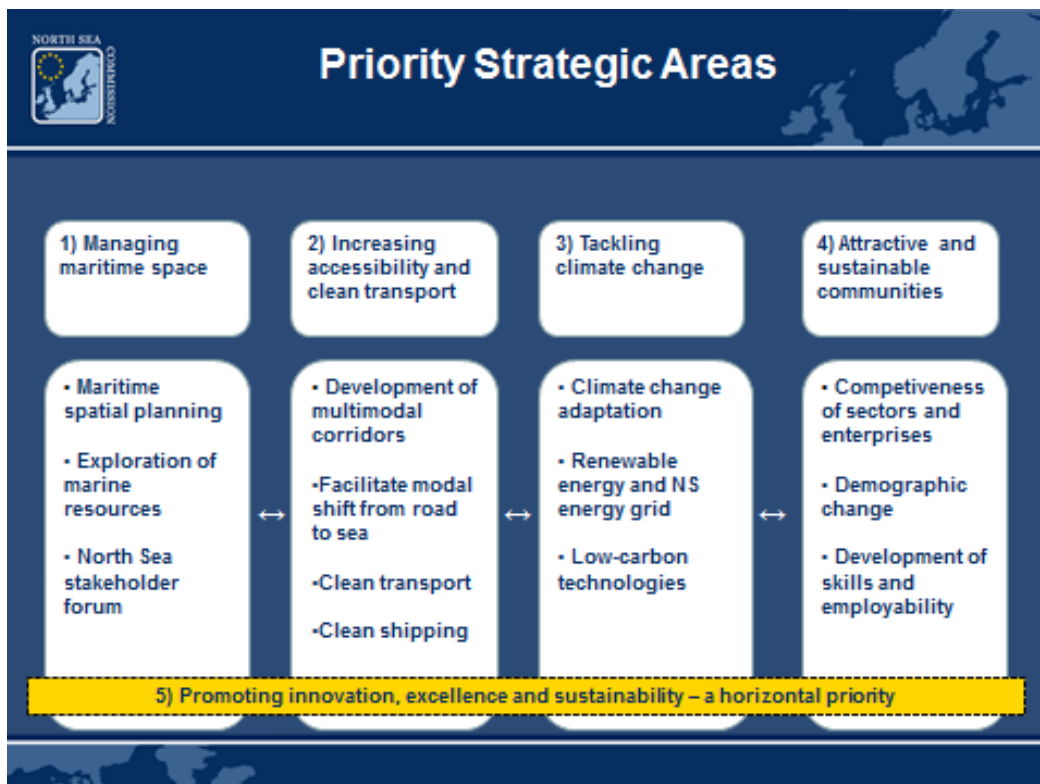 NORTH SEA
COMMISSION
Priority Strategic Areas
1) Managing
maritime space
2) Increasing
accessibility and
clean transport
3) Tackling
climate change
4) Attractive and
sustainable
communities
▪ Maritime
spatial planning
▪ Exploration of
marine
resources
▪ North Sea
stakeholder
forum
↔
▪ Development of
multimodal
corridors
▪Facilitate modal
shift from road
to sea
▪Clean transport
▪Clean shipping
↔
▪ Climate change
adaptation
▪ Renewable
energy and NS
energy grid
▪ Low-carbon
technologies
↔
▪ Competiveness
of sectors and
enterprises
▪ Demographic
change
▪ Development of
skills and
employability
5) Promoting innovation, excellence and sustainability – a horizontal priority